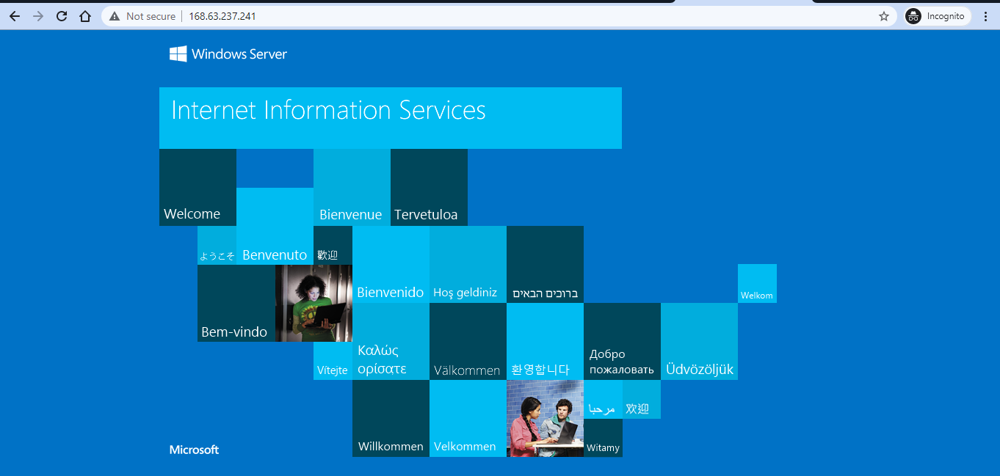 Not secure
168.63.237.241
Incognito
Windows Server
Internet Information Services
Welcome
Bienvenue
Tervetuloa
ようこそ
Benvenuto
歡迎
Bienvenido
Hoş geldiniz
ברוכים הבאים
Welkom
Bem-vindo
Vítejte
Καλώς
ορίσατε
Välkommen
환영합니다
Добро
пожаловать
Üdvözöljük
مرحبا
欢迎
Willkommen
Velkommen
Witamy
Microsoft